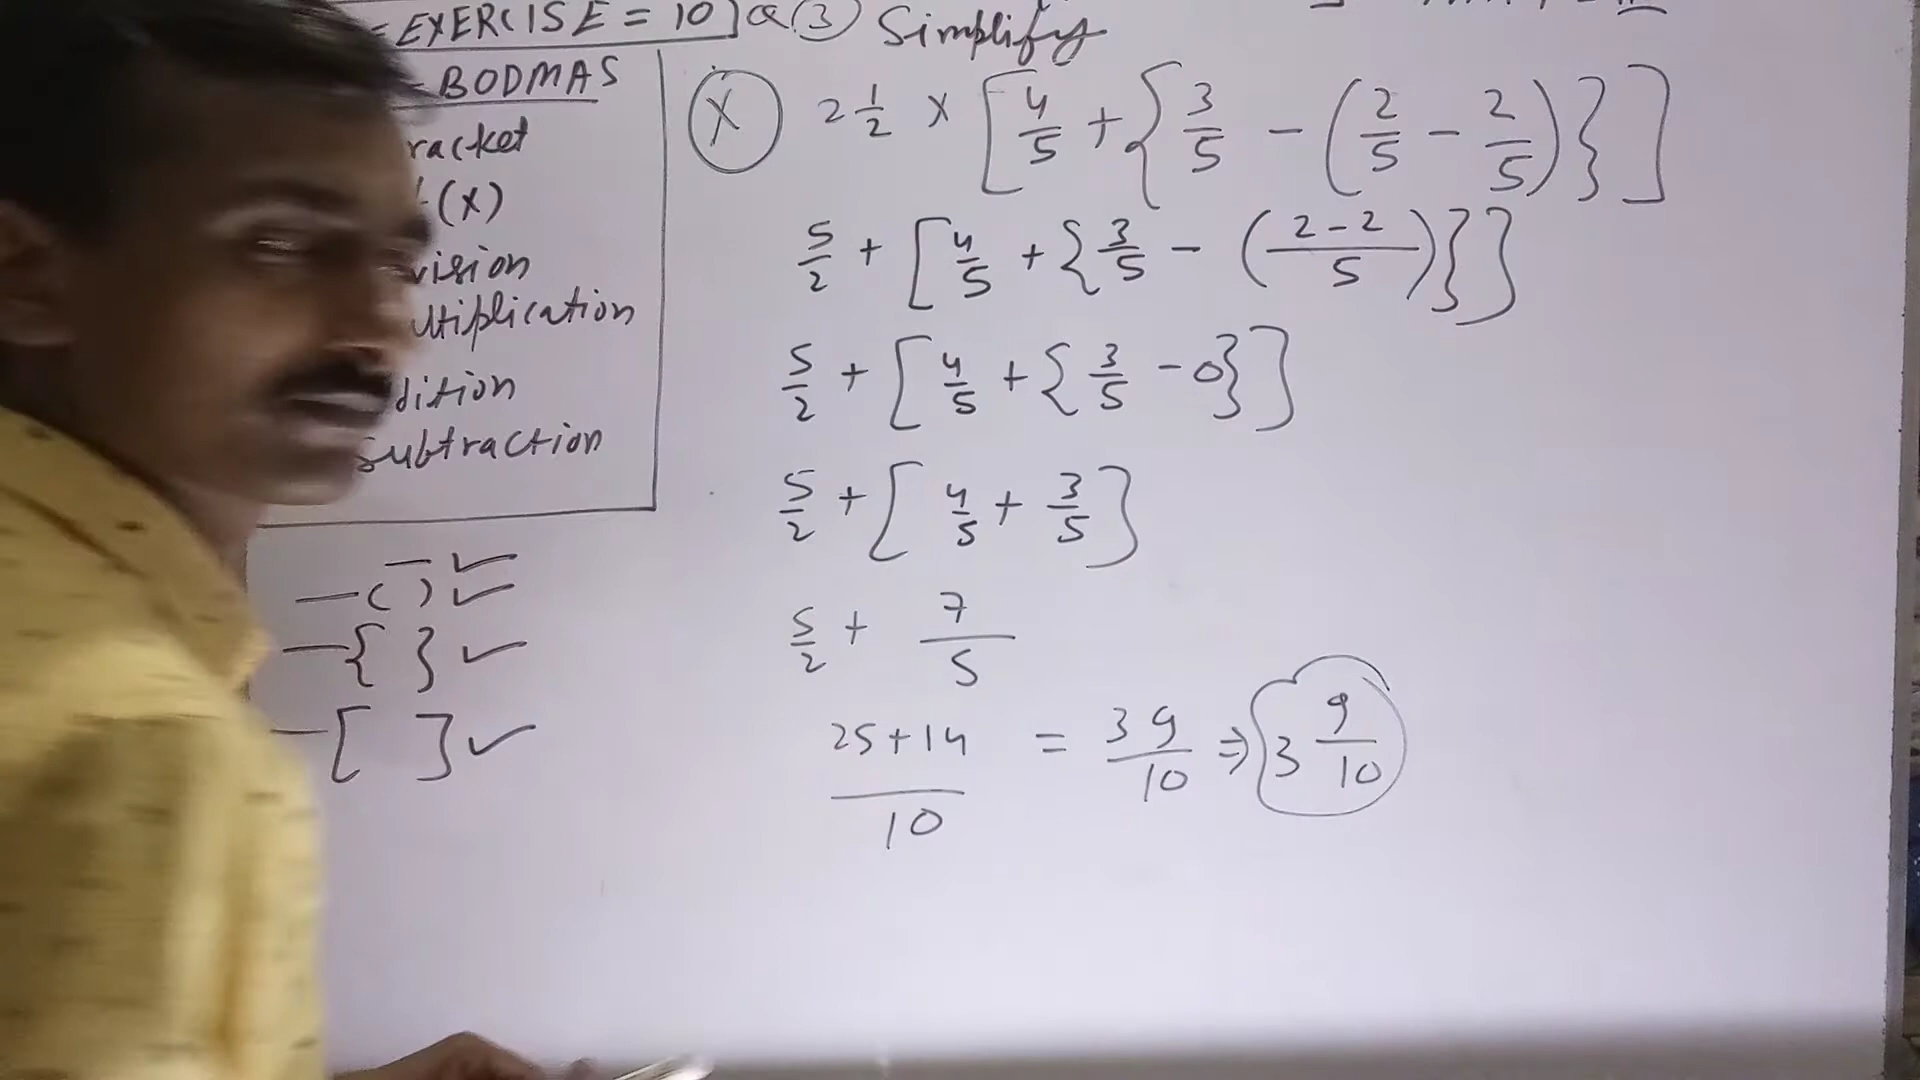 = EXERCISE = 10] Q (3) Simplify
- BODMAS
racket
(x)
vision
ultiplication
dition
Subtraction
— ✓
— ( ) ✓
— { } ✓
— [ ] ✓
(X) 2 1/2 × [4/5 + {3/5 - (2/5 - 2/5)}]
5/2 + [4/5 + {3/5 - (2-2/5)}]
5/2 + [4/5 + {3/5 - 0}]
5/2 + [4/5 + 3/5]
5/2 + 7/5
25+14/10 = 39/10 ⇒ 3 9/10